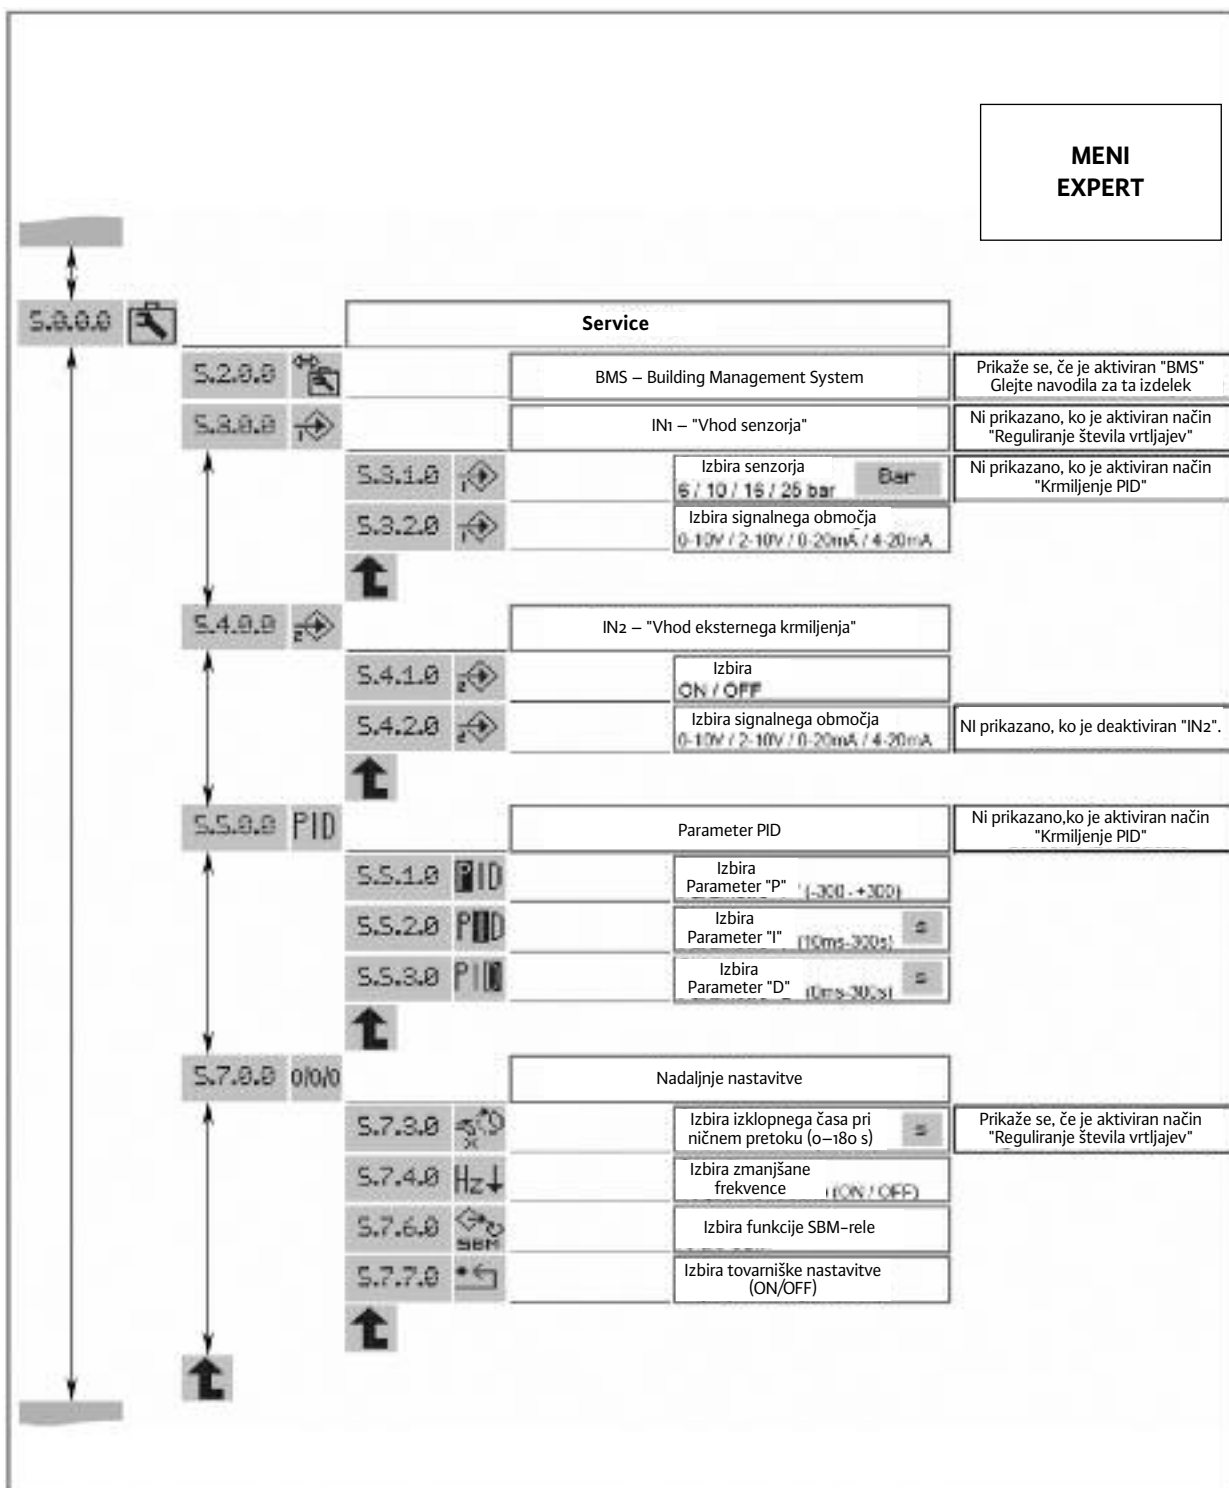 MENI
EXPERT
5.0.0.0
Service
5.2.0.0
BMS – Building Management System
Prikaže se, če je aktiviran "BMS"
Glejte navodila za ta izdelek
5.3.0.0
IN1 – "Vhod senzorja"
Ni prikazano, ko je aktiviran način
"Reguliranje števila vrtljajev"
5.3.1.0
Izbira senzorja
6 / 10 / 16 / 25 bar
Bar
Ni prikazano, ko je aktiviran način
"Krmiljenje PID"
5.3.2.0
Izbira signalnega območja
0-10V / 2-10V / 0-20mA / 4-20mA
5.4.0.0
IN2 – "Vhod eksternega krmiljenja"
5.4.1.0
Izbira
ON / OFF
5.4.2.0
Izbira signalnega območja
0-10V / 2-10V / 0-20mA / 4-20mA
NI prikazano, ko je deaktiviran "IN2".
5.5.0.0 PID
Parameter PID
Ni prikazano,ko je aktiviran način
"Krmiljenje PID"
5.5.1.0 PID
Izbira
Parameter "P" (-300 - +300)
5.5.2.0 PID
Izbira
Parameter "I" (10ms-300s)
s
5.5.3.0 PID
Izbira
Parameter "D" (0ms-300s)
s
5.7.0.0 0/0/0
Nadaljnje nastavitve
5.7.3.0
Izbira izklopnega časa pri
ničnem pretoku (0–180 s)
s
Prikaže se, če je aktiviran način
"Reguliranje števila vrtljajev"
5.7.4.0 Hz
Izbira zmanjšane
frekvence (ON / OFF)
5.7.6.0 SBM
Izbira funkcije SBM-rele
5.7.7.0
Izbira tovarniške nastavitve
(ON/OFF)